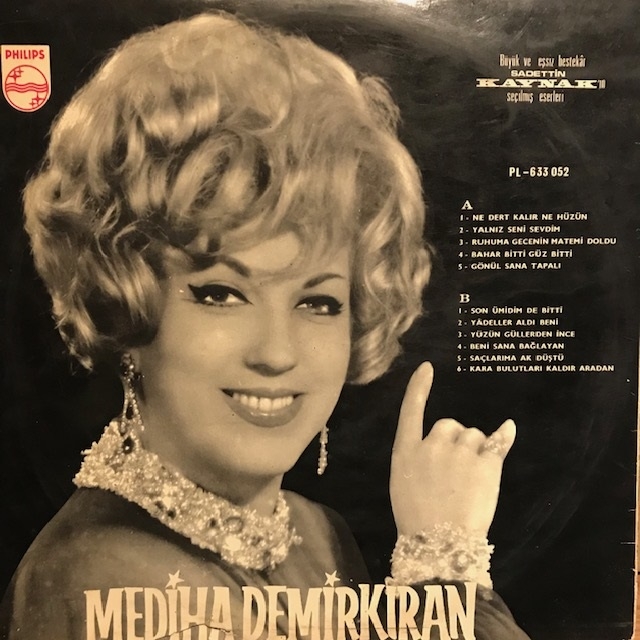 PHILIPS
Büyük ve eşsiz bestekâr
SADETTİN
KAYNAK'ın
seçilmiş eserleri
PL-633 052
A
1 - NE DERT KALIR NE HÜZÜN
2 - YALNIZ SENİ SEVDİM
3 - RUHUMA GECENİN MATEMİ DOLDU
4 - BAHAR BİTTİ GÜZ BİTTİ
5 - GÖNÜL SANA TAPALI
B
1 - SON ÜMİDİM DE BİTTİ
2 - YÂDELLER ALDI BENİ
3 - YÜZÜN GÜLLERDEN İNCE
4 - BENİ SANA BAĞLAYAN
5 - SAÇLARIMA AK DÜŞTÜ
6 - KARA BULUTLARI KALDIR ARADAN
MEDİHA DEMİRKIRAN